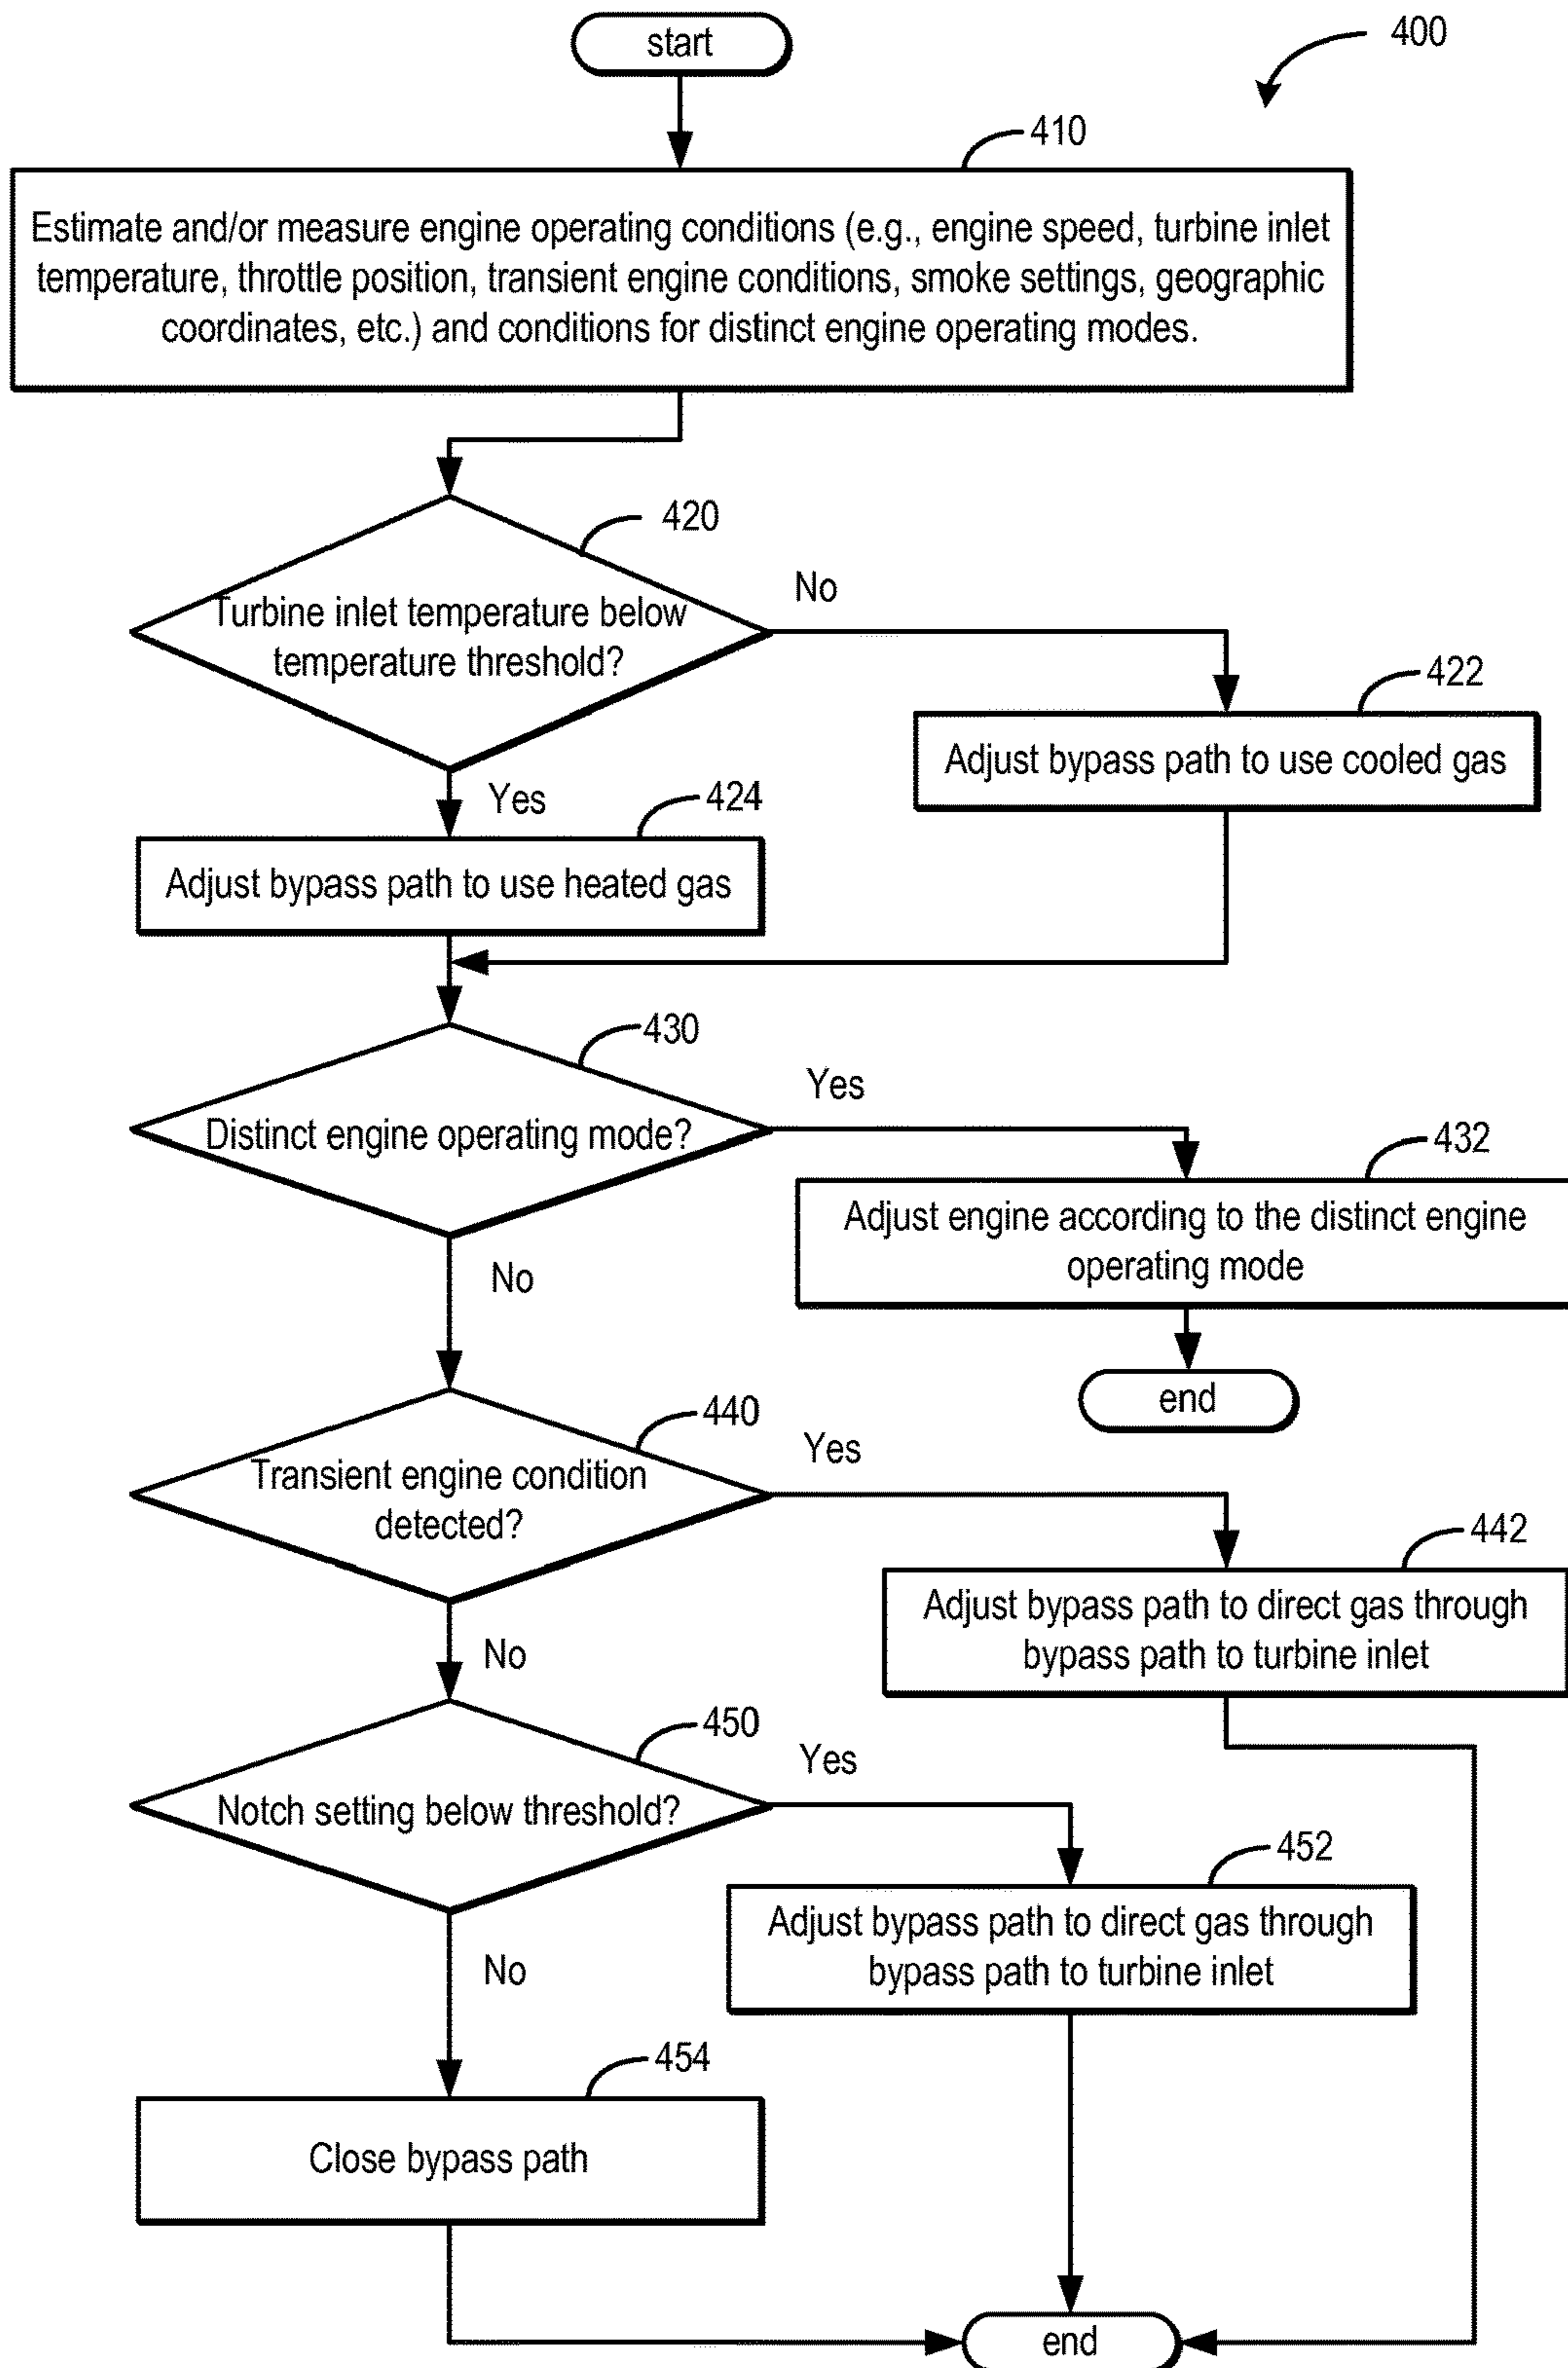 start
400
410
Estimate and/or measure engine operating conditions (e.g., engine speed, turbine inlet
temperature, throttle position, transient engine conditions, smoke settings, geographic
coordinates, etc.) and conditions for distinct engine operating modes.
420
Turbine inlet temperature below
temperature threshold?
No
422
Adjust bypass path to use cooled gas
Yes
424
Adjust bypass path to use heated gas
430
Distinct engine operating mode?
Yes
432
Adjust engine according to the distinct engine
operating mode
end
No
440
Transient engine condition
detected?
Yes
442
Adjust bypass path to direct gas through
bypass path to turbine inlet
No
450
Notch setting below threshold?
Yes
452
Adjust bypass path to direct gas through
bypass path to turbine inlet
No
454
Close bypass path
end